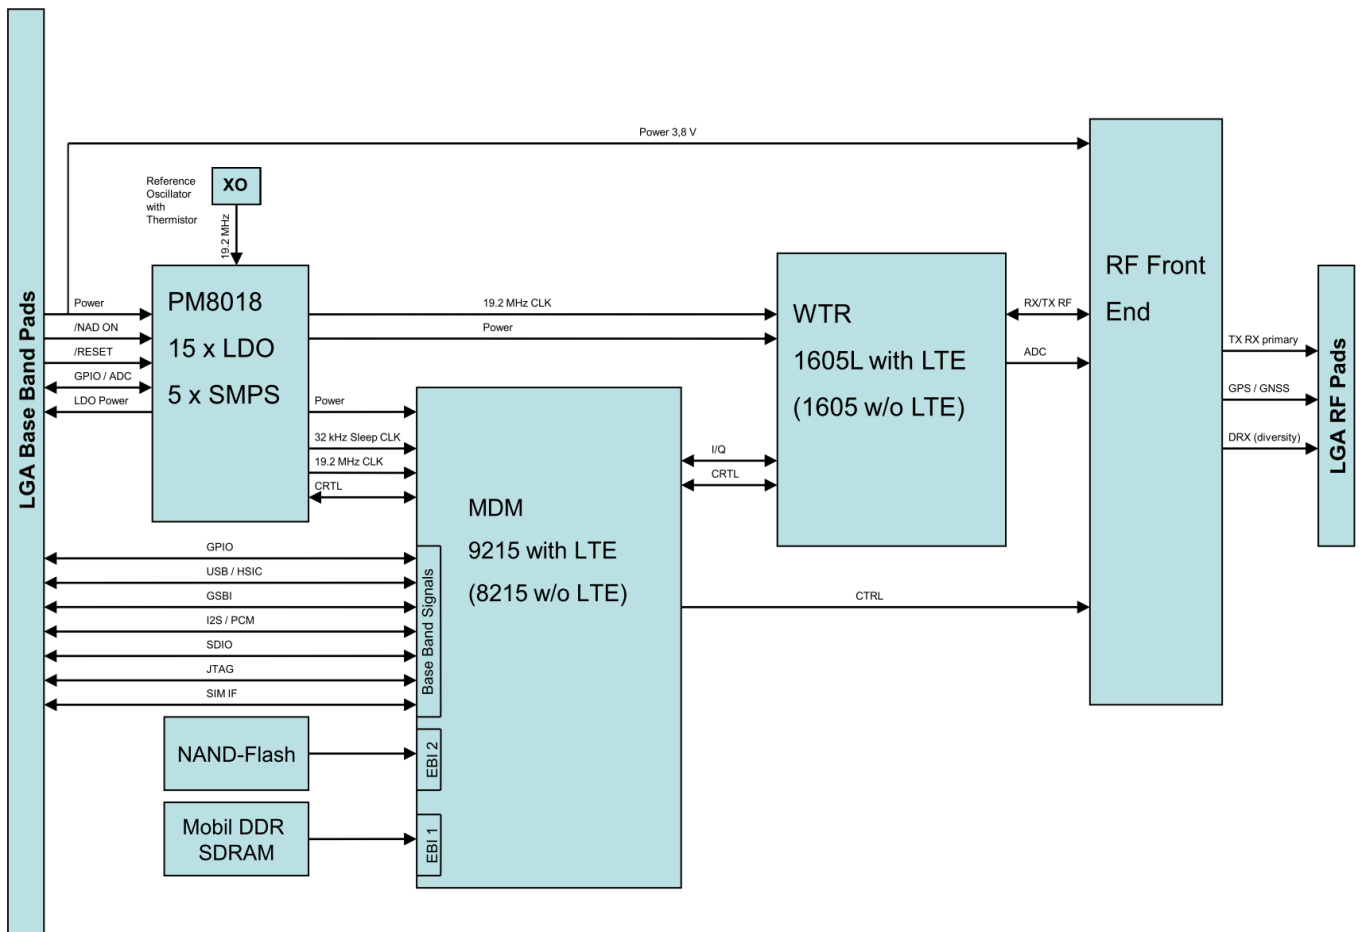 LGA Base Band Pads
Power 3,8 V
Reference
Oscillator
with
Thermistor
XO
19.2 MHz
Power
/NAD ON
/RESET
GPIO / ADC
LDO Power
PM8018
15 x LDO
5 x SMPS
19.2 MHz CLK
Power
Power
32 kHz Sleep CLK
19.2 MHz CLK
CRTL
WTR
1605L with LTE
(1605 w/o LTE)
RX/TX RF
ADC
RF Front
End
TX RX primary
GPS / GNSS
DRX (diversity)
LGA RF Pads
I/Q
CRTL
MDM
9215 with LTE
(8215 w/o LTE)
CTRL
GPIO
USB / HSIC
GSBI
I2S / PCM
SDIO
JTAG
SIM IF
Base Band Signals
NAND-Flash
EBI 2
Mobil DDR
SDRAM
EBI 1